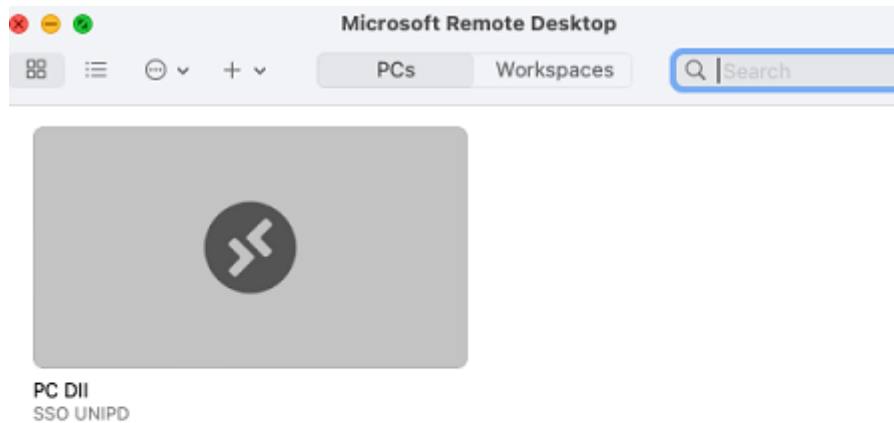 Microsoft Remote Desktop
PCs
Workspaces
Search
PC DII
SSO UNIPD